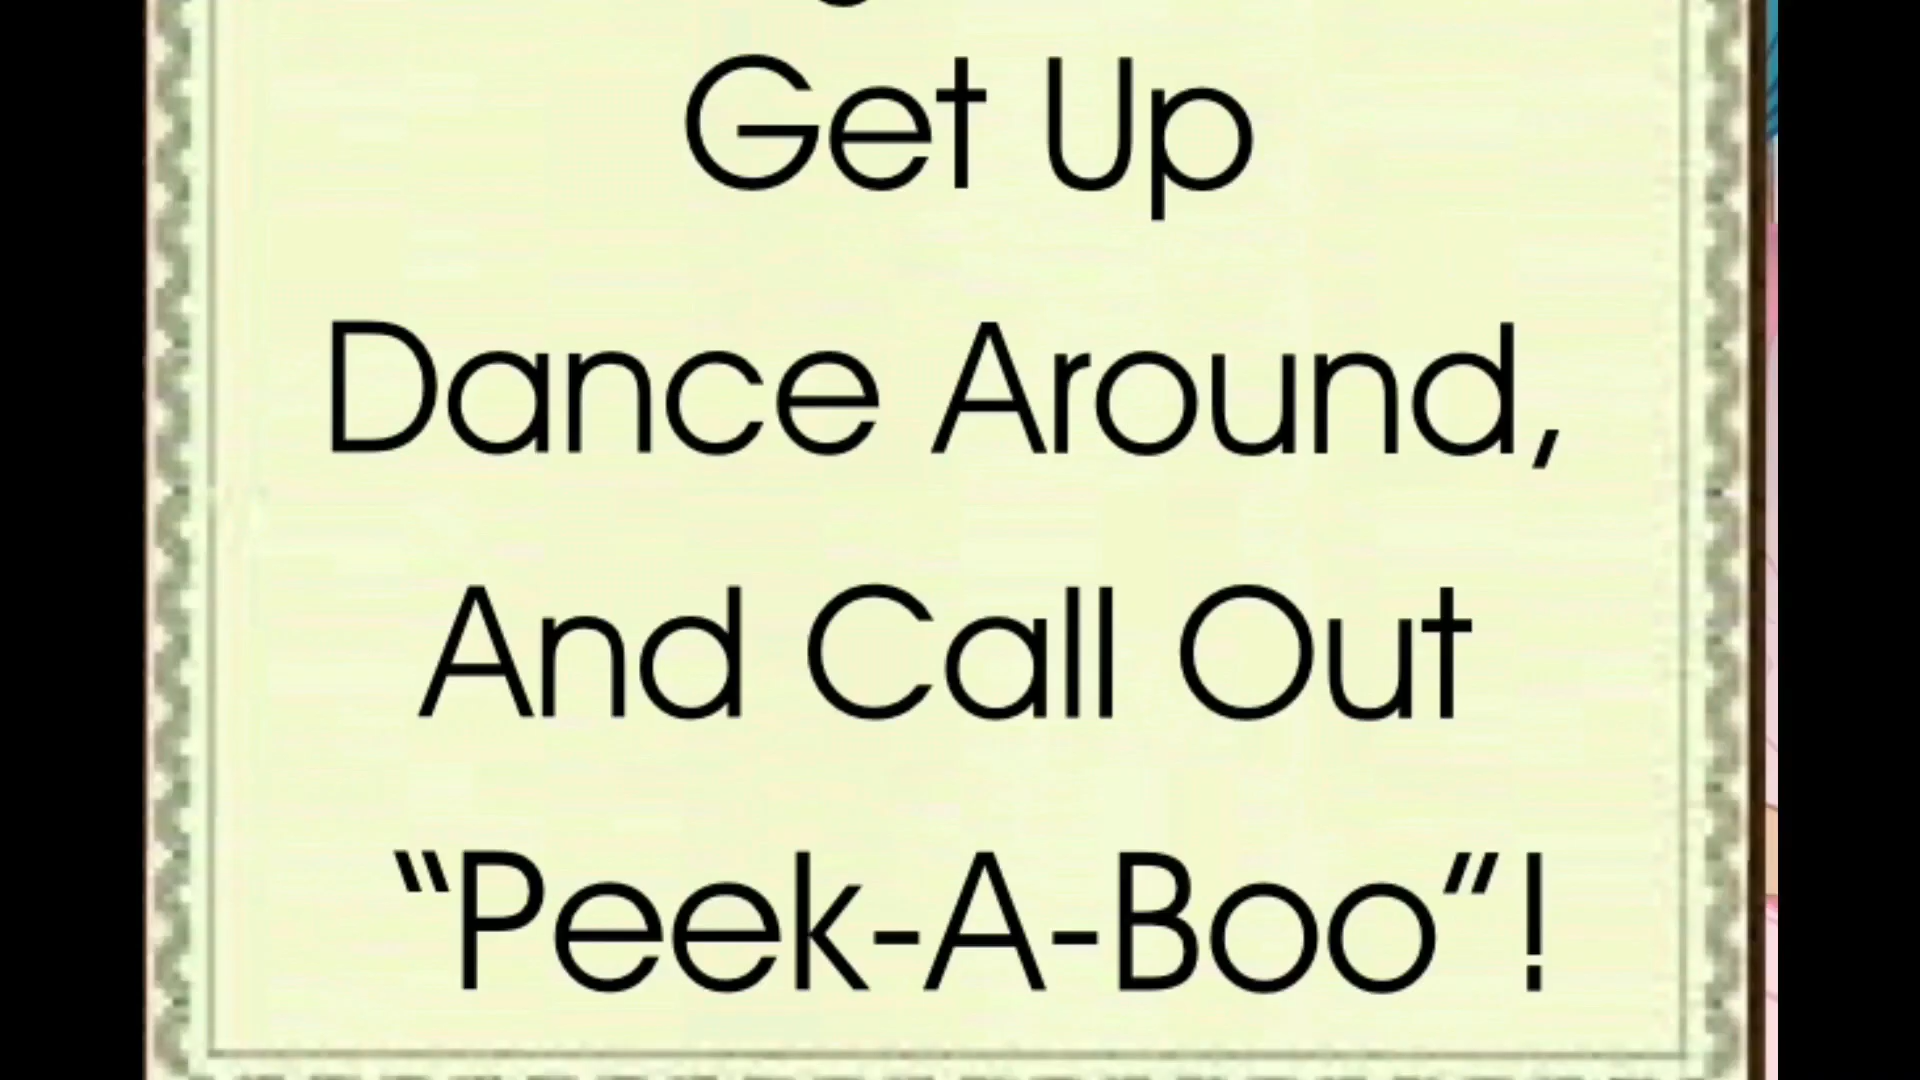 Get Up
Dance Around,
And Call Out
“Peek-A-Boo”!